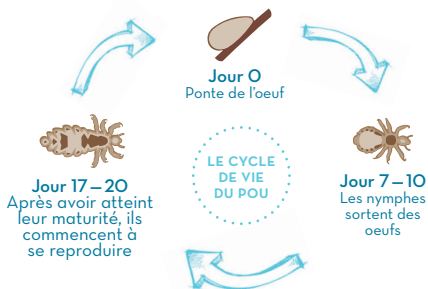 Jour 0
Ponte de l'oeuf
LE CYCLE
DE VIE
DU POU
Jour 7 – 10
Les nymphes
sortent des
oeufs
Jour 17 – 20
Après avoir atteint
leur maturité, ils
commencent à
se reproduire